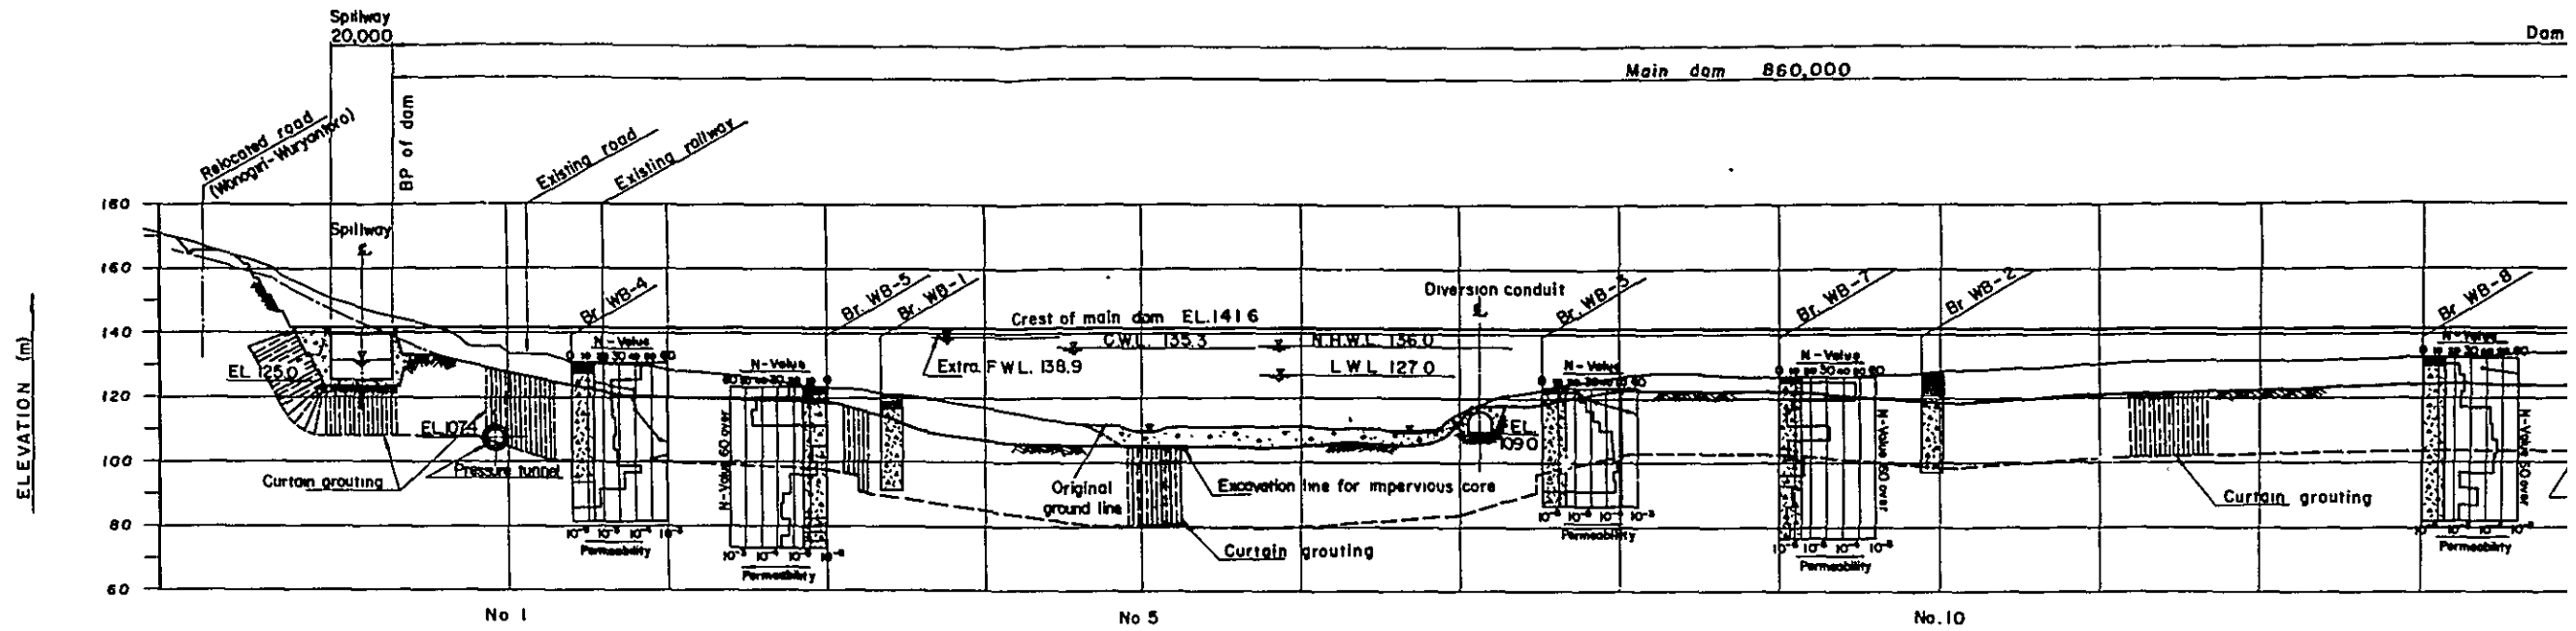 Spillway
20,000
Dam
Main dam 860,000
BP of dam
Relocated road
(Wonogiri-Wuryantoro)
Existing road
Existing railway
ELEVATION (m)
180
160
140
120
100
80
60
Spillway
℄
Br WB-4
Br. WB-5
Br. WB-1
Diversion conduit
℄
Br. WB-3
Br. WB-7
Br WB-2
Br WB-8
Crest of main dam EL.141 6
C.W.L. 135.3
N.H.W.L. 136.0
Extra. F W L. 138.9
L W L 127 0
EL 125.0
EL 107.4
EL
109 0
N-Value
N-Value
N-Value
N-Value
N-Value
N-Value 60 over
N-Value 60 over
N-Value 50 over
Pressure tunnel
Curtain grouting
Original
ground line
Excavation line for impervious core
Curtain grouting
Curtain grouting
Permeability
Permeability
Permeability
Permeability
Permeability
No 1
No 5
No. 10